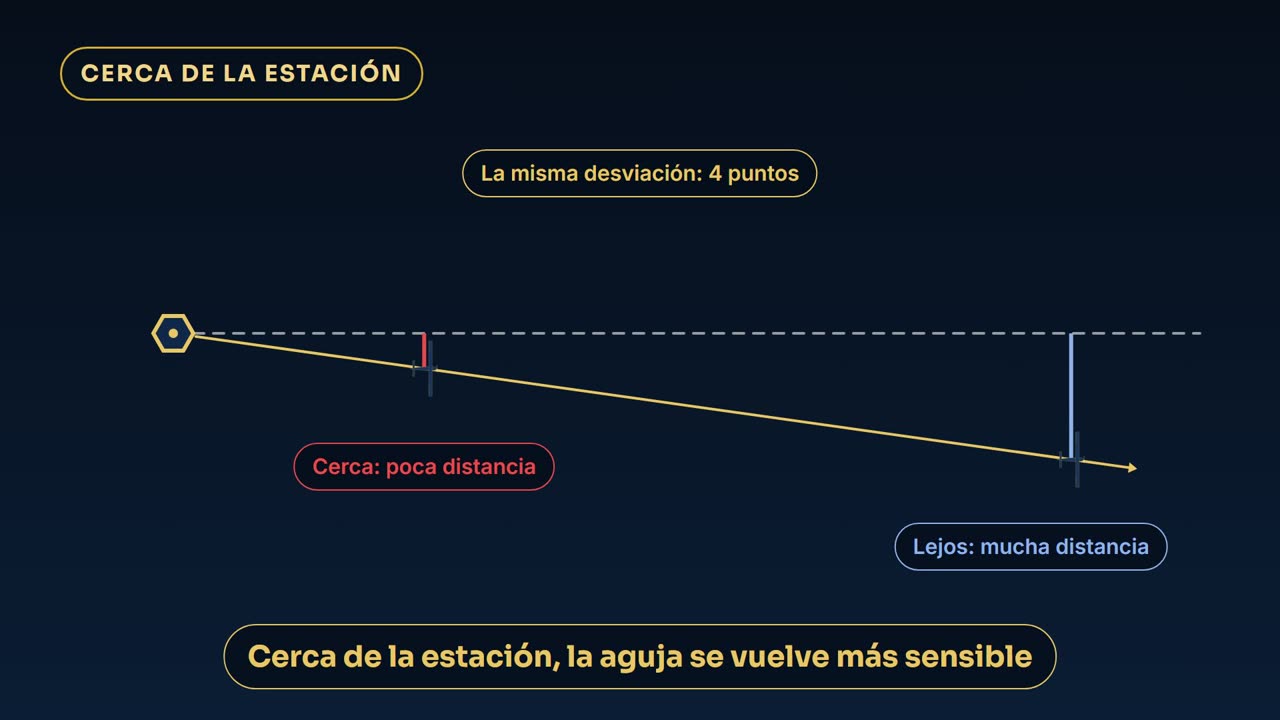 CERCA DE LA ESTACIÓN
La misma desviación: 4 puntos
Cerca: poca distancia
Lejos: mucha distancia
Cerca de la estación, la aguja se vuelve más sensible